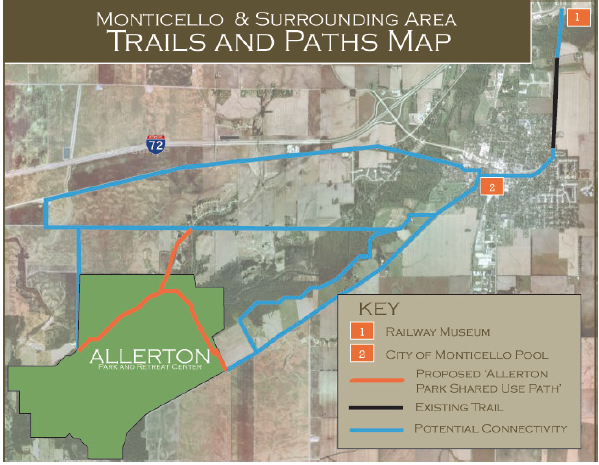 MONTICELLO & SURROUNDING AREA
TRAILS AND PATHS MAP
1
72
2
ALLERTON
PARK AND RETREAT CENTER
KEY
1 RAILWAY MUSEUM
2 CITY OF MONTICELLO POOL
PROPOSED 'ALLERTON
PARK SHARED USE PATH'
EXISTING TRAIL
POTENTIAL CONNECTIVITY